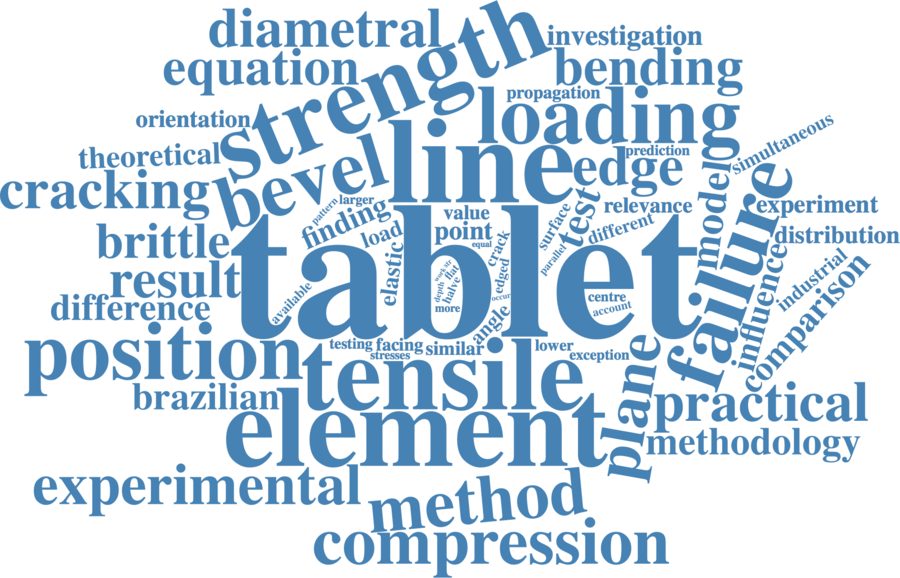 diametral
strength
investigation
equation
bending
propagation
loading
orientation
line
simultaneous
theoretical
prediction
edge
model
cracking
bevel
pattern
larger
failure
finding
value
surface
test
relevance
experiment
brittle
load
point
equal
different
distribution
tablet
elastic
crack
parallel
result
work
flat
edged
influence
industrial
comparison
difference
available
depth
halve
more
occur
angle
centre
account
position
testing
facing
stresses
similar
lower
exception
plane
brazilian
tensile
practical
element
methodology
experimental
method
compression